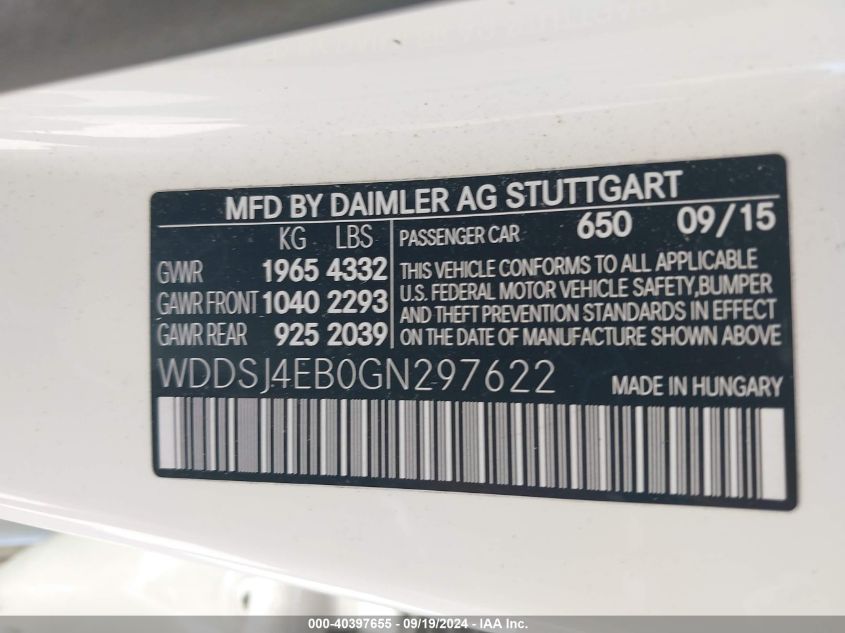 MFD BY DAIMLER AG STUTTGART
KG LBS
GVWR 1965 4332
GAWR FRONT 1040 2293
GAWR REAR 925 2039
PASSENGER CAR 650 09/15
THIS VEHICLE CONFORMS TO ALL APPLICABLE
U.S. FEDERAL MOTOR VEHICLE SAFETY,BUMPER
AND THEFT PREVENTION STANDARDS IN EFFECT
ON THE DATE OF MANUFACTURE SHOWN ABOVE
WDDSJ4EB0GN297622 MADE IN HUNGARY
000-40397655 - 09/19/2024 - IAA Inc.